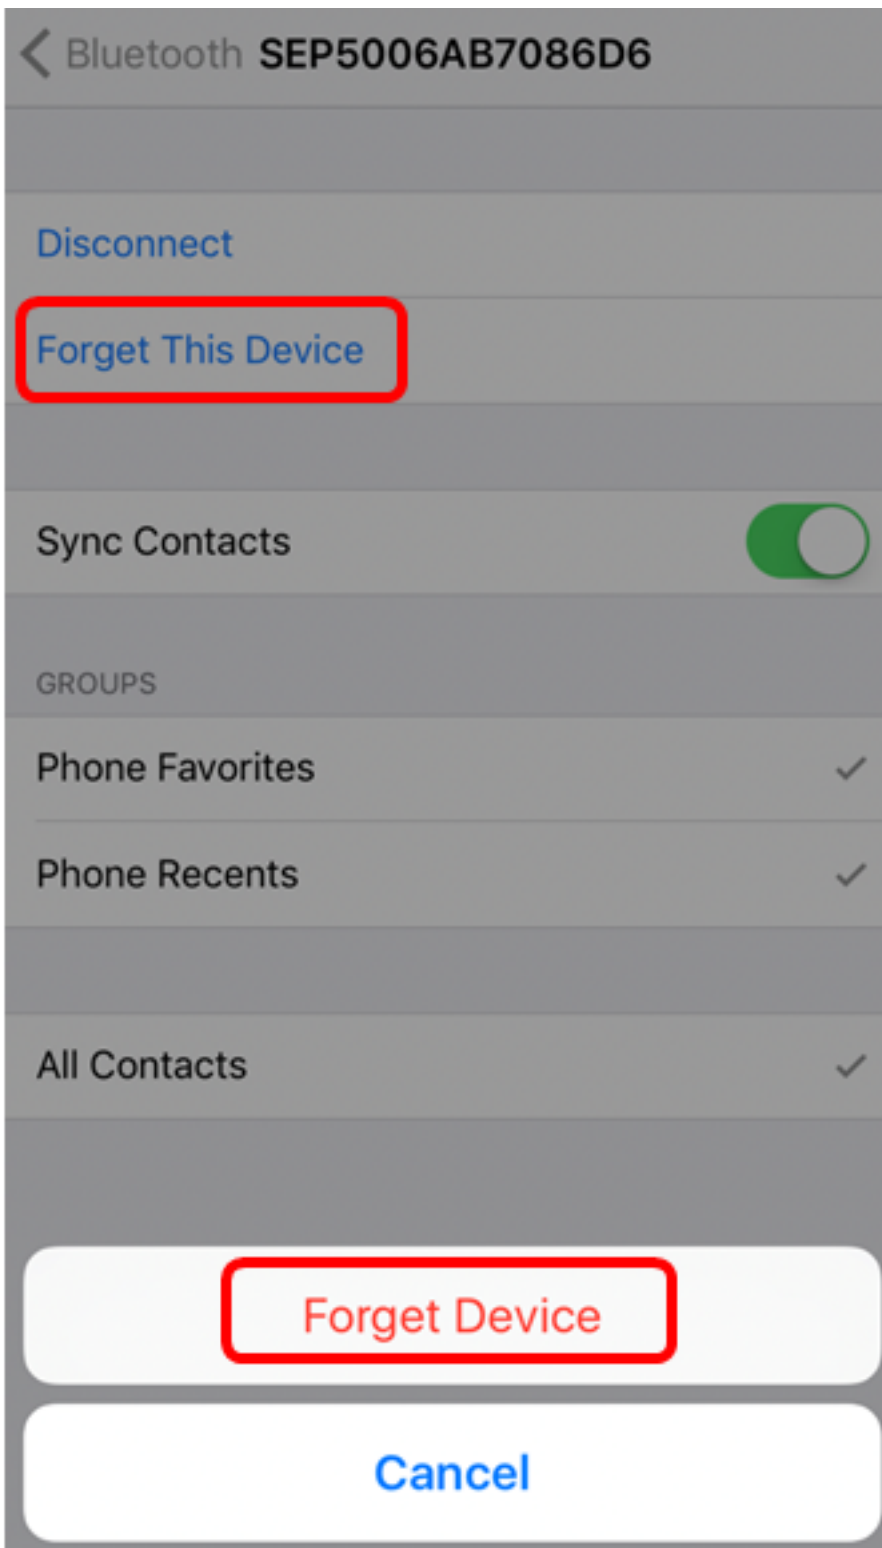 Bluetooth SEP5006AB7086D6
Disconnect
Forget This Device
Sync Contacts
GROUPS
Phone Favorites
Phone Recents
All Contacts
Forget Device
Cancel